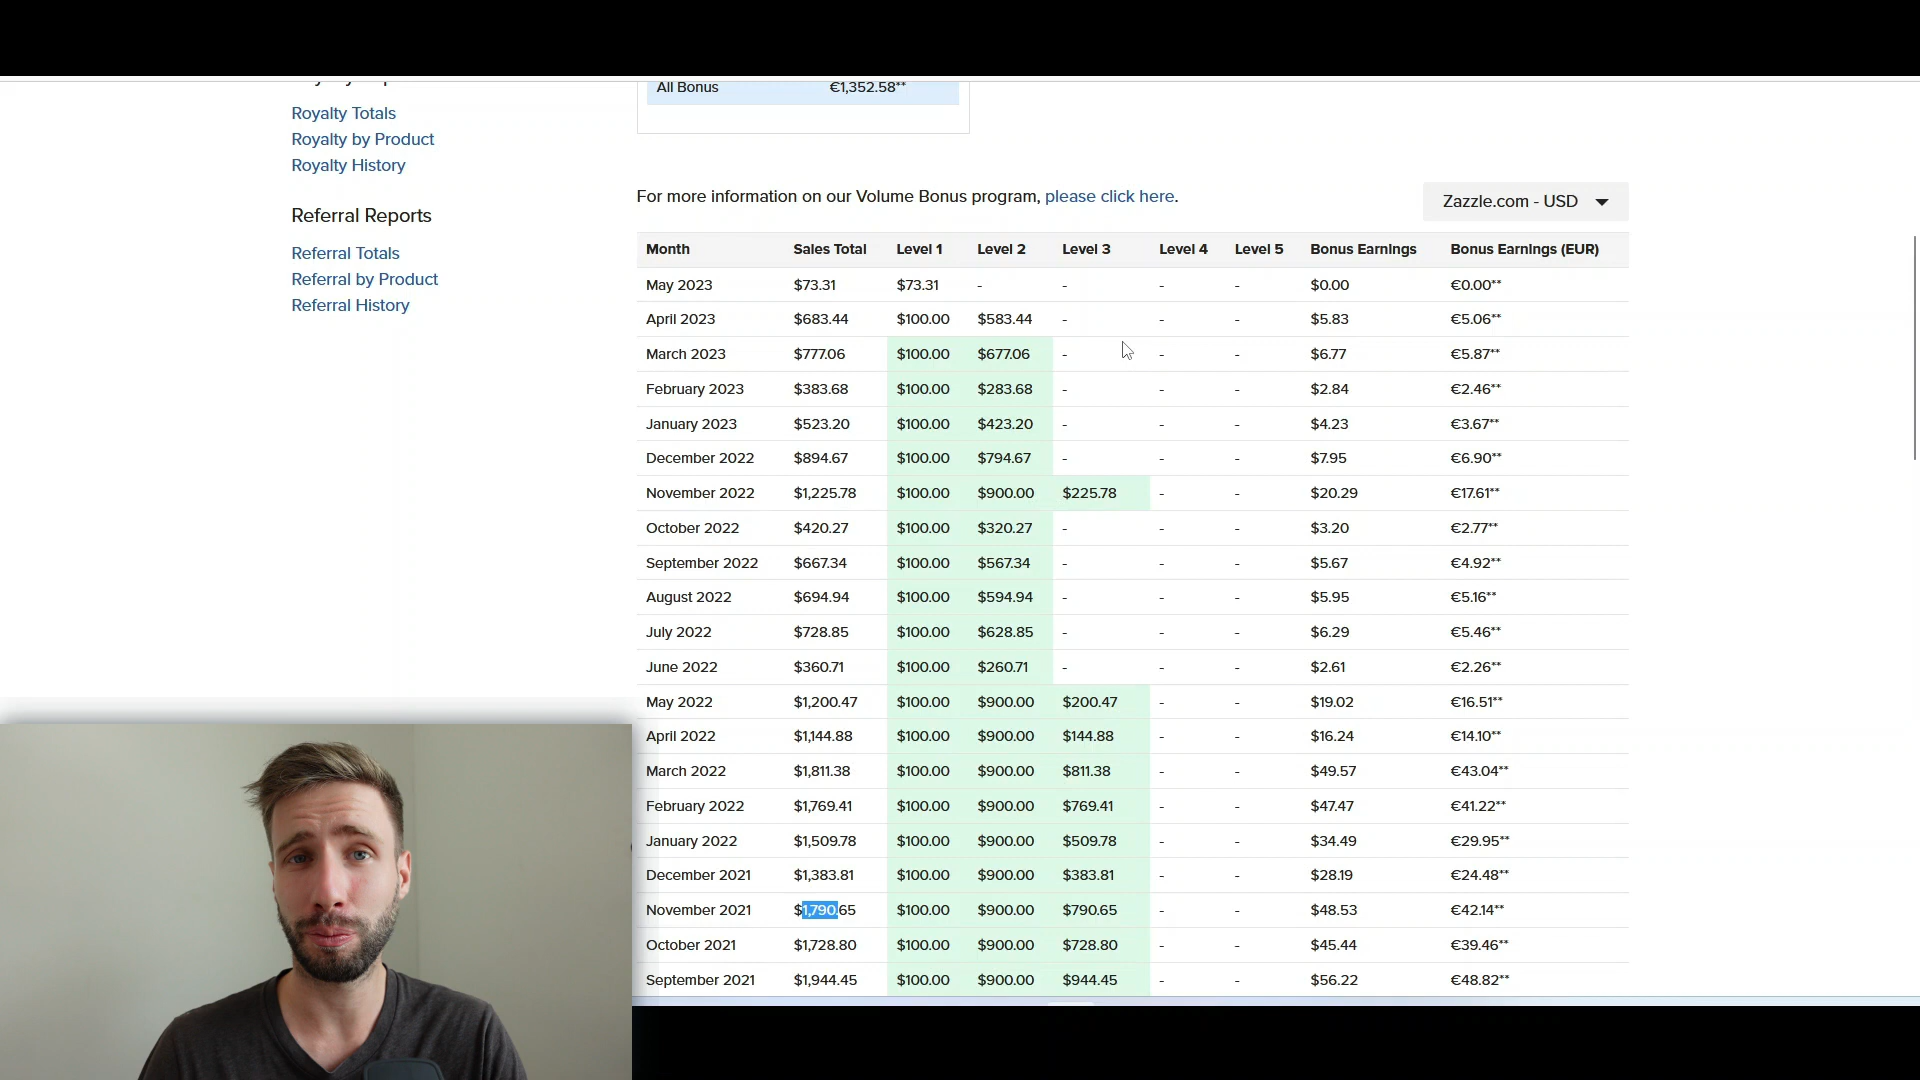 All Bonus €1,352.58**
Royalty Totals
Royalty by Product
Royalty History
Referral Reports
Referral Totals
Referral by Product
Referral History
For more information on our Volume Bonus program, please click here.
Zazzle.com - USD
Month Sales Total Level 1 Level 2 Level 3 Level 4 Level 5 Bonus Earnings Bonus Earnings (EUR)
May 2023 $73.31 $73.31 - - - - $0.00 €0.00**
April 2023 $683.44 $100.00 $583.44 - - - $5.83 €5.06**
March 2023 $777.06 $100.00 $677.06 - - - $6.77 €5.87**
February 2023 $383.68 $100.00 $283.68 - - - $2.84 €2.46**
January 2023 $523.20 $100.00 $423.20 - - - $4.23 €3.67**
December 2022 $894.67 $100.00 $794.67 - - - $7.95 €6.90**
November 2022 $1,225.78 $100.00 $900.00 $225.78 - - $20.29 €17.61**
October 2022 $420.27 $100.00 $320.27 - - - $3.20 €2.77**
September 2022 $667.34 $100.00 $567.34 - - - $5.67 €4.92**
August 2022 $694.94 $100.00 $594.94 - - - $5.95 €5.16**
July 2022 $728.85 $100.00 $628.85 - - - $6.29 €5.46**
June 2022 $360.71 $100.00 $260.71 - - - $2.61 €2.26**
May 2022 $1,200.47 $100.00 $900.00 $200.47 - - $19.02 €16.51**
April 2022 $1,144.88 $100.00 $900.00 $144.88 - - $16.24 €14.10**
March 2022 $1,811.38 $100.00 $900.00 $811.38 - - $49.57 €43.04**
February 2022 $1,769.41 $100.00 $900.00 $769.41 - - $47.47 €41.22**
January 2022 $1,509.78 $100.00 $900.00 $509.78 - - $34.49 €29.95**
December 2021 $1,383.81 $100.00 $900.00 $383.81 - - $28.19 €24.48**
November 2021 $1,790.65 $100.00 $900.00 $790.65 - - $48.53 €42.14**
October 2021 $1,728.80 $100.00 $900.00 $728.80 - - $45.44 €39.46**
September 2021 $1,944.45 $100.00 $900.00 $944.45 - - $56.22 €48.82**